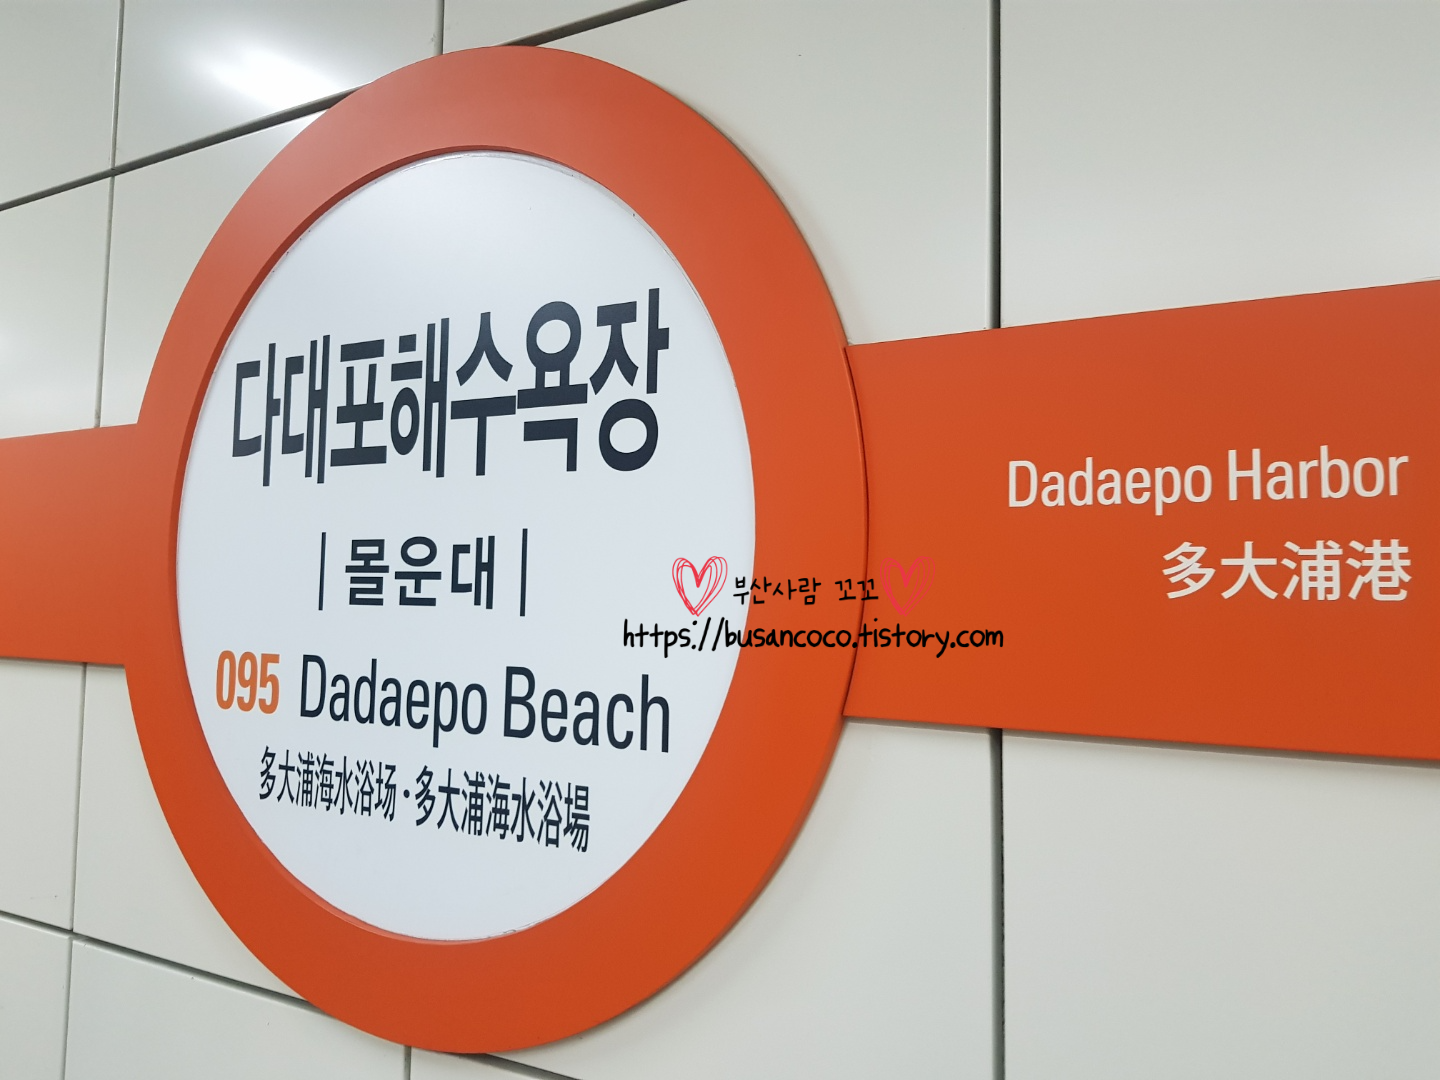 다대포해수욕장
| 몰운대 |
095 Dadaepo Beach
多大浦海水浴场·多大浦海水浴場
Dadaepo Harbor
多大浦港
부산사람 꼬꼬
https://busancoco.tistory.com